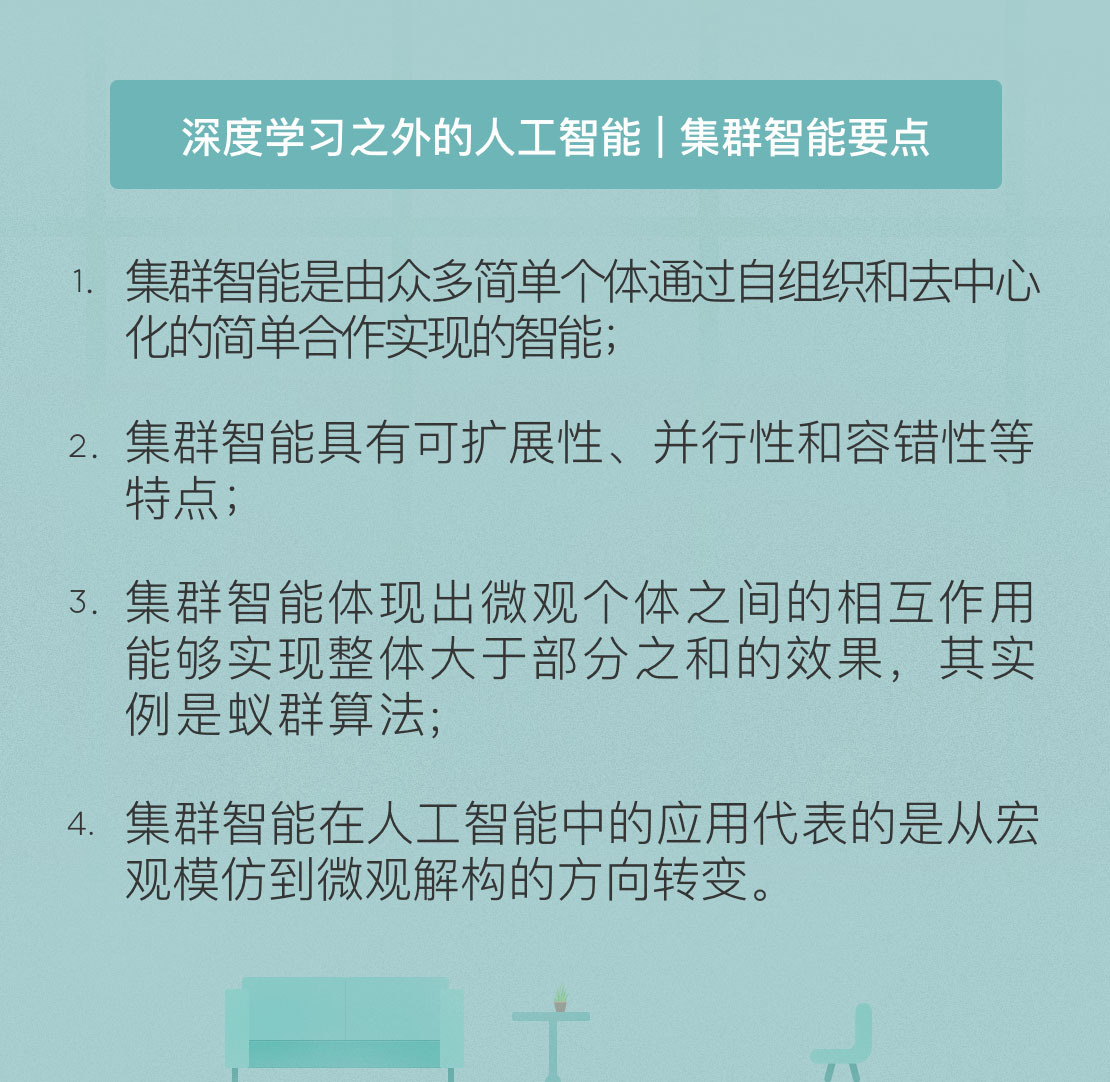 深度学习之外的人工智能 | 集群智能要点
1. 集群智能是由众多简单个体通过自组织和去中心
化的简单合作实现的智能；
2. 集群智能具有可扩展性、并行性和容错性等
特点；
3. 集群智能体现出微观个体之间的相互作用
能够实现整体大于部分之和的效果，其实
例是蚁群算法；
4. 集群智能在人工智能中的应用代表的是从宏
观模仿到微观解构的方向转变。